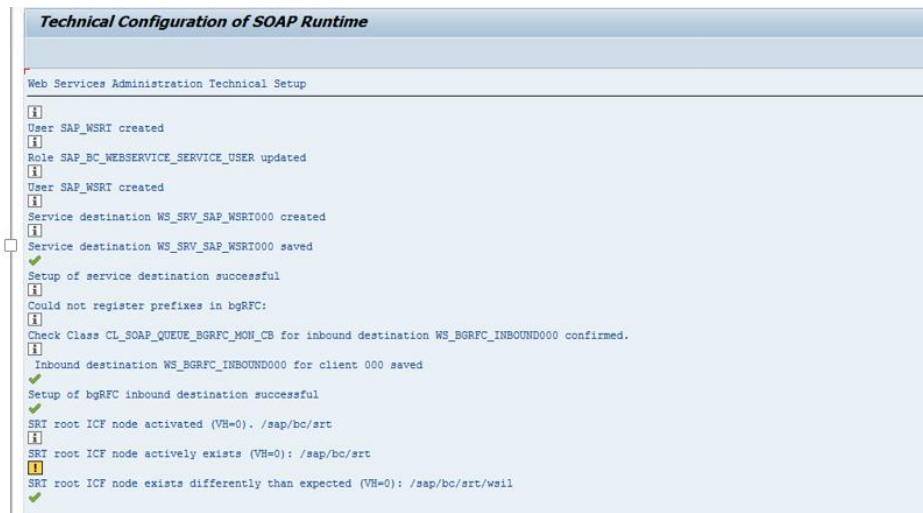 Technical Configuration of SOAP Runtime
Web Services Administration Technical Setup
User SAP_WSRT created
Role SAP_BC_WEBSERVICE_SERVICE_USER updated
User SAP_WSRT created
Service destination WS_SRV_SAP_WSRT000 created
Service destination WS_SRV_SAP_WSRT000 saved
Setup of service destination successful
Could not register prefixes in bgRFC:
Check Class CL_SOAP_QUEUE_BGRFC_MON_CB for inbound destination WS_BGRFC_INBOUND000 confirmed.
Inbound destination WS_BGRFC_INBOUND000 for client 000 saved
Setup of bgRFC inbound destination successful
SRT root ICF node activated (VH=0). /sap/bc/srt
SRT root ICF node actively exists (VH=0): /sap/bc/srt
SRT root ICF node exists differently than expected (VH=0): /sap/bc/srt/wsil